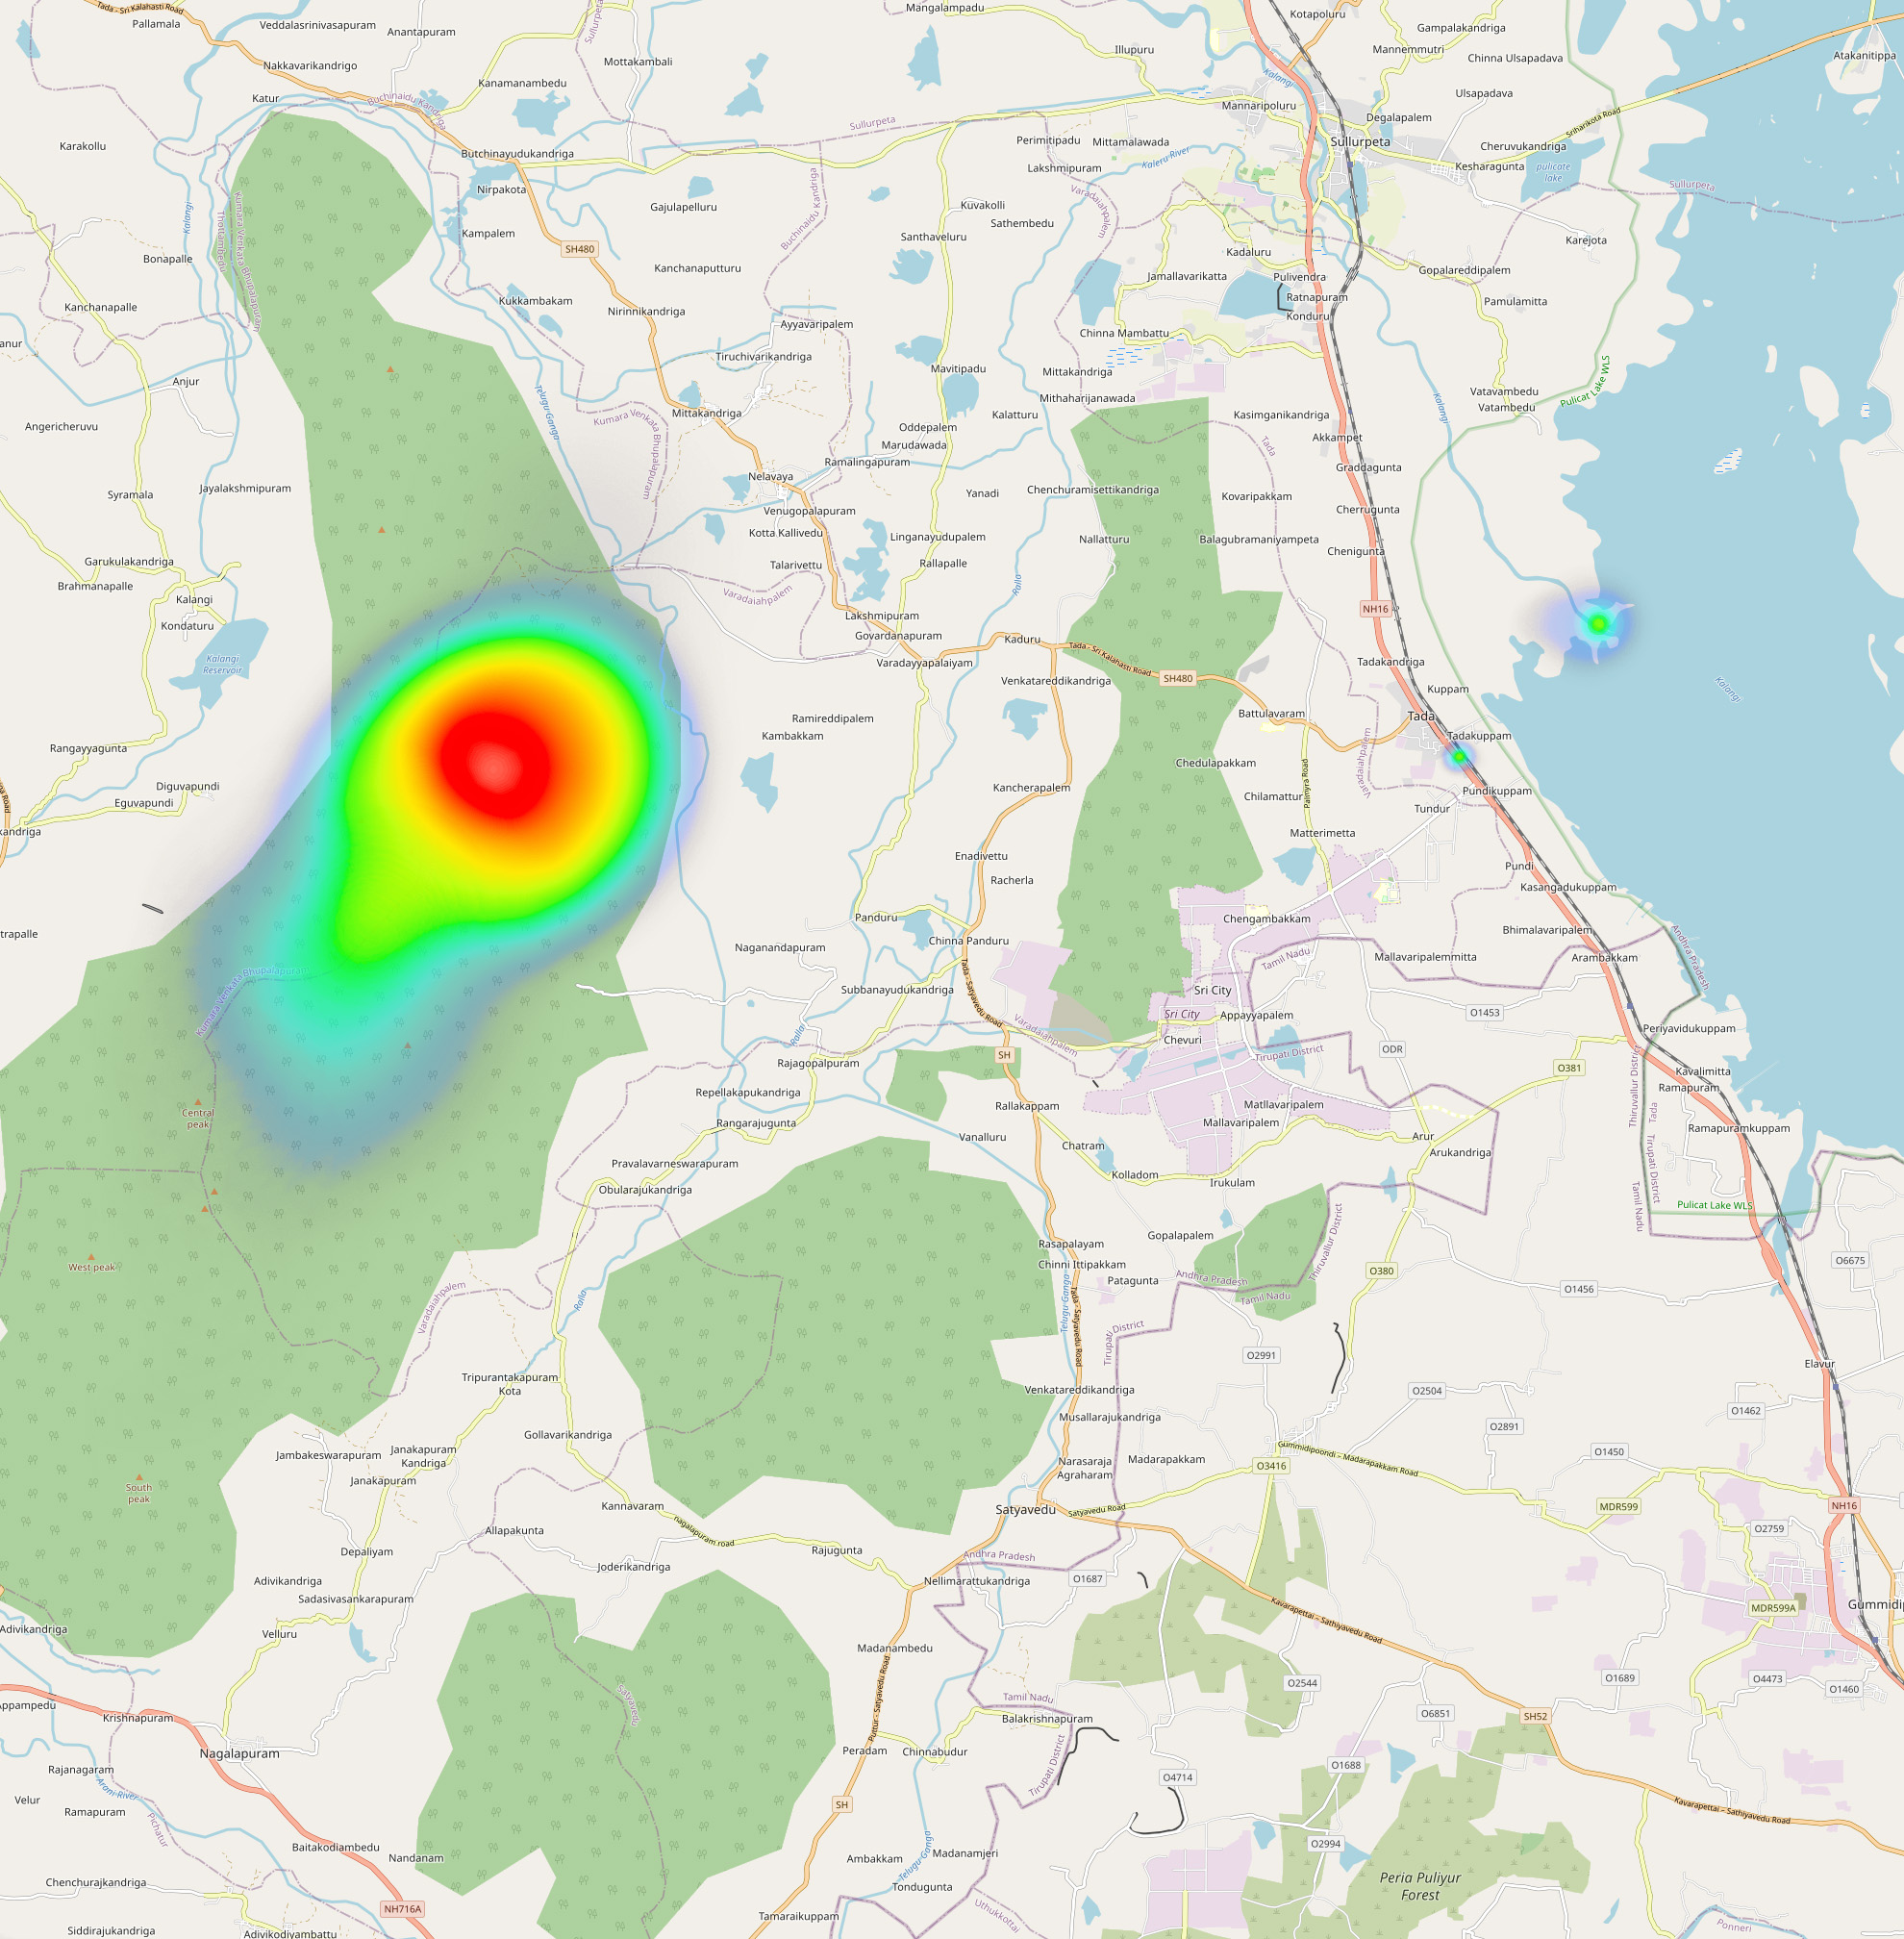 Tada - Sri Kalahasti Road
Pallamala
Veddalasrinivasapuram
Anantapuram
Sullurpeta
Mangalampadu
Kotapoluru
Gampalakandriga
Nakkavarikandrigo
Mottakambali
Illupuru
Mannemmutri
Chinna Ulsapadava
Atakanitippa
Katur
Kanamanambedu
Buchinaidu Kandriga
Kalangi
Ulsapadava
Mannaripoluru
Degalapalem
Sriharikota Road
Sullurpeta
Karakollu
Butchinayudukandriga
Perimitipadu
Mittamalawada
Sullurpeta
Cheruvukandriga
Kesharagunta
Kaleru River
Lakshmipuram
pulicate
lake
Sullurpeta
Nirpakota
Gajulapelluru
Kuvakolli
Varadaiahpalem
Buchinaidu Kandriga
Kalangi
Thottambedu
Kumara Venkata Bhupalapuram
Kampalem
SH480
Santhaveluru
Sathembedu
Karejota
Bonapalle
Kanchanaputturu
Kadaluru
Gopalareddipalem
Jamallavarikatta
Pulivendra
Kanchanapalle
Kukkambakam
Nirinnikandriga
Ratnapuram
Pamulamitta
Ayyavaripalem
Konduru
Chinna Mambattu
anur
Tiruchivarikandriga
Mavitipadu
Mittakandriga
Anjur
Pulicat Lake WLS
Vatavambedu
Vatambedu
Mithaharijanawada
Telugu Ganga
Mittakandriga
Kumara Venkata Bhupalapuram
Kalatturu
Kasimganikandriga
Kalangi
Angericheruvu
Oddepalem
Marudawada
Akkampet
Tada
Ramalingapuram
Graddagunta
Nelavaya
Jayalakshmipuram
Syramala
Yanadi
Chenchuramisettikandriga
Kovaripakkam
Venugopalapuram
Cherrugunta
Kotta Kallivedu
Linganayudupalem
Nallatturu
Balagubramaniyampeta
Chenigunta
Garukulakandriga
Talarivettu
Rallapalle
Brahmanapalle
Ralla
Kalangi
Varadaiahpalem
NH16
Lakshmipuram
Kondaturu
Govardanapuram
Kaduru
Tada - Sri Kalahasti Road
Kalangi
Reservoir
Varadayyapalaiyam
Tadakandriga
Venkatareddikandriga
SH480
Kuppam
Kalangi
Ramireddipalem
Battulavaram
Tada
Kambakkam
Tadakuppam
Rangayyagunta
Varadaiahpalem
Chedulapakkam
Palmyra Road
Diguvapundi
Kancherapalem
Chilamattur
Pundikuppam
Eguvapundi
Tundur
kandriga
Matterimetta
Enadivettu
Pundi
Racherla
Kasangadukuppam
Panduru
Chengambakkam
trapalle
Chinna Panduru
Bhimalavaripalem
Andhra Pradesh
Naganandapuram
Tamil Nadu
Mallavaripalemmitta
Arambakkam
Kumara Venkata Bhupalapura
Subbanayudukandriga
Tada - Satyavedu Road
Sri City
Sri City
O1453
Appayyapalem
Varadaiahpalem
Periyavidukuppam
Ralla
Chevuri
ODR
Tirupati District
SH
Rajagopalpuram
O381
Kavalimitta
Thiruvallur District
Ramapuram
Repellakapukandriga
Rallakappam
Matllavaripalem
Central
peak
Tada
Rangarajugunta
Mallavaripalem
Ramapuramkuppam
Vanalluru
Arur
Chatram
Arukandriga
Pravalavarneswarapuram
Tirupati District
Kolladom
Irukulam
Obularajukandriga
Tamil Nadu
Pulicat Lake WLS
Gopalapalem
Rasapalayam
Thiruvallur District
West peak
Chinni Ittipakkam
O380
O6675
Patagunta
Andhra Pradesh
O1456
Tamil Nadu
Ralla
Varadaiahpalem
Telugu Ganga
Tada - Satyavedu Road
Tirupati District
O2991
Elavur
Tripurantakapuram
Kota
Venkatareddikandriga
O2504
O1462
Musallarajukandriga
O2891
Gollavarikandriga
Gummidipoondi - Madarapakkam Road
O1450
Jambakeswarapuram
Janakapuram
Kandriga
Madarapakkam
Narasaraja
Agraharam
O3416
Janakapuram
South
peak
Kannavaram
Satyavedu
Satyavedu Road
MDR599
NH16
nagalapuram road
Allapakunta
O2759
Rajugunta
Depaliyam
Andhra Pradesh
Joderikandriga
Adivikandriga
Nellimarattukandriga
O1687
Sadasivasankarapuram
Kavarapettai - Sathiyavedu Road
MDR599A
Gummidi
Adivikandriga
Velluru
Madanambedu
Puttur - Satyavedu Road
O1689
O4473
O2544
O1460
Satyavedu
Tamil Nadu
Appampedu
Krishnapuram
Balakrishnapuram
O6851
SH52
Nagalapuram
Peradam
Chinnabudur
Tirupati District
O1688
Rajanagaram
O4714
Aroni River
Velur
Ramapuram
SH
Kavarapettai - Sathiyavedu Road
Pichatur
Baitakodiambedu
O2994
Nandanam
Ambakkam
Telugu Ganga
Madanamjeri
Peria Puliyur
Forest
Chenchurajkandriga
Tondugunta
NH716A
Tamaraikuppam
Uthukkottai
Siddirajukandriga
Adivikodiyambattu
Ponneri